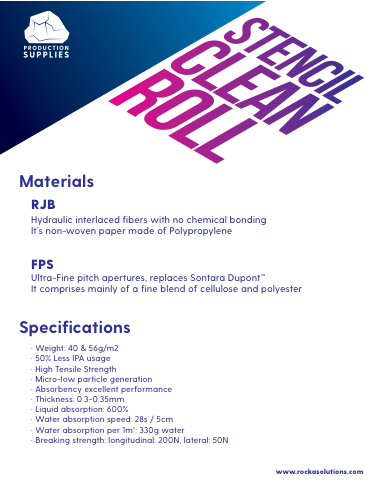 PRODUCTION
SUPPLIES
STENCIL
CLEAN
ROLL
Materials
RJB
Hydraulic interlaced fibers with no chemical bonding
It's non-woven paper made of Polypropylene
FPS
Ultra-Fine pitch apertures, replaces Sontara Dupont™
It comprises mainly of a fine blend of cellulose and polyester
Specifications
· Weight: 40 & 56g/m2
· 50% Less IPA usage
· High Tensile Strength
· Micro-low particle generation
· Absorbency excellent performance
· Thickness: 0.3-0.35mm
· Liquid absorption: 600%
· Water absorption speed: 28s / 5cm
· Water absorption per 1m²: 330g water
· Breaking strength: longitudinal: 200N, lateral: 50N
www.rockasolutions.com